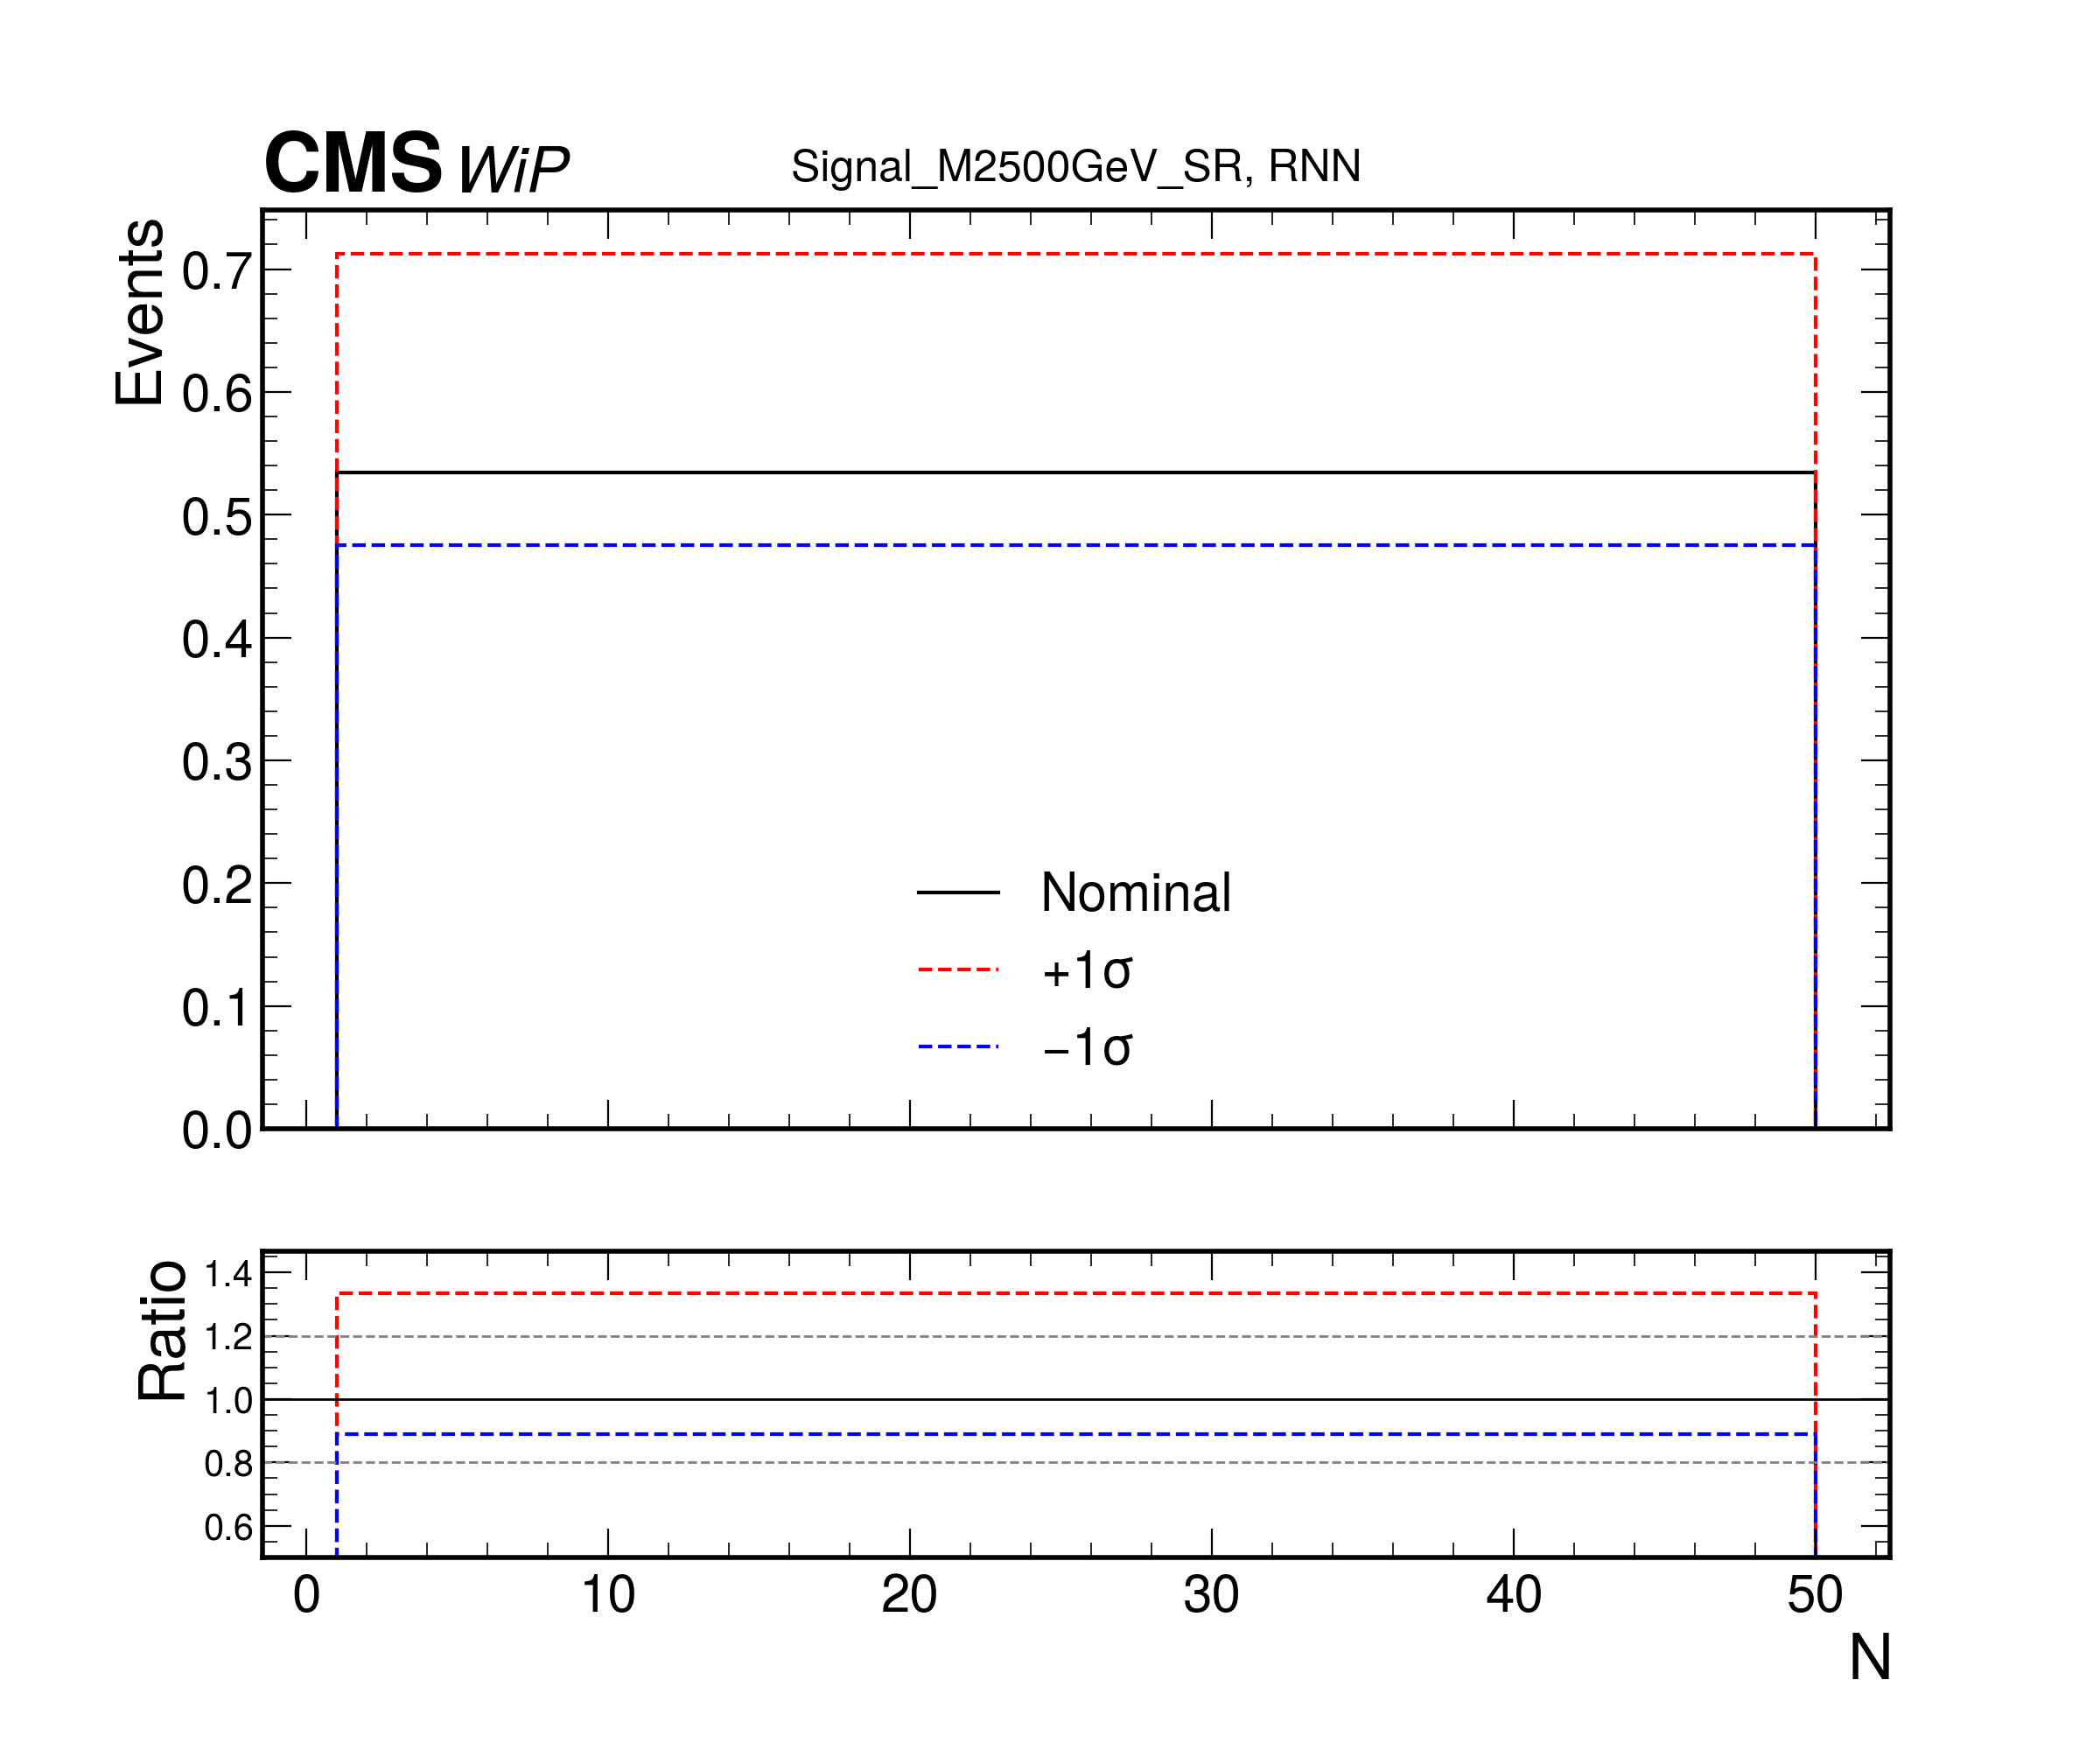 CMS WiP
Signal_M2500GeV_SR, RNN
Events
0.7
0.6
0.5
0.4
0.3
0.2
0.1
0.0
Nominal
+1σ
−1σ
Ratio
1.4
1.2
1.0
0.8
0.6
0 10 20 30 40 50
N